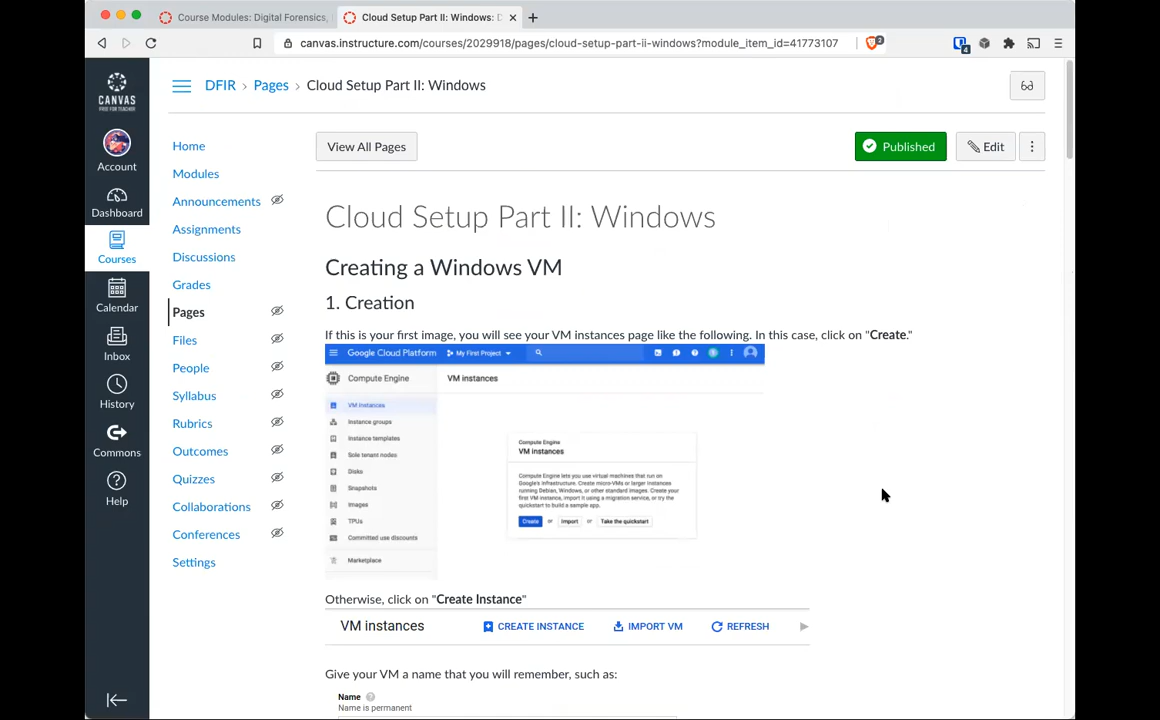 Course Modules: Digital Forensics,
Cloud Setup Part II: Windows: D
canvas.instructure.com/courses/2029918/pages/cloud-setup-part-ii-windows?module_item_id=41773107
2
4
CANVAS
FREE FOR TEACHER
Account
Dashboard
Courses
Calendar
Inbox
History
Commons
Help
DFIR › Pages › Cloud Setup Part II: Windows
Home
Modules
Announcements
Assignments
Discussions
Grades
Pages
Files
People
Syllabus
Rubrics
Outcomes
Quizzes
Collaborations
Conferences
Settings
View All Pages
Published
Edit
Cloud Setup Part II: Windows
Creating a Windows VM
1. Creation
If this is your first image, you will see your VM instances page like the following. In this case, click on "Create."
Google Cloud Platform
My First Project
Compute Engine
VM instances
VM instances
Instance groups
Instance templates
Sole tenant nodes
Disks
Snapshots
Images
TPUs
Committed use discounts
Marketplace
Compute Engine
VM instances
Compute Engine lets you use virtual machines that run on
Google's infrastructure. Create micro-VMs or larger instances
running Debian, Windows, or other standard images. Create your
first VM instance, import it using a migration service, or try the
quickstart to build a sample app.
Create or Import or Take the quickstart
Otherwise, click on "Create Instance"
VM instances
CREATE INSTANCE
IMPORT VM
REFRESH
Give your VM a name that you will remember, such as:
Name
Name is permanent